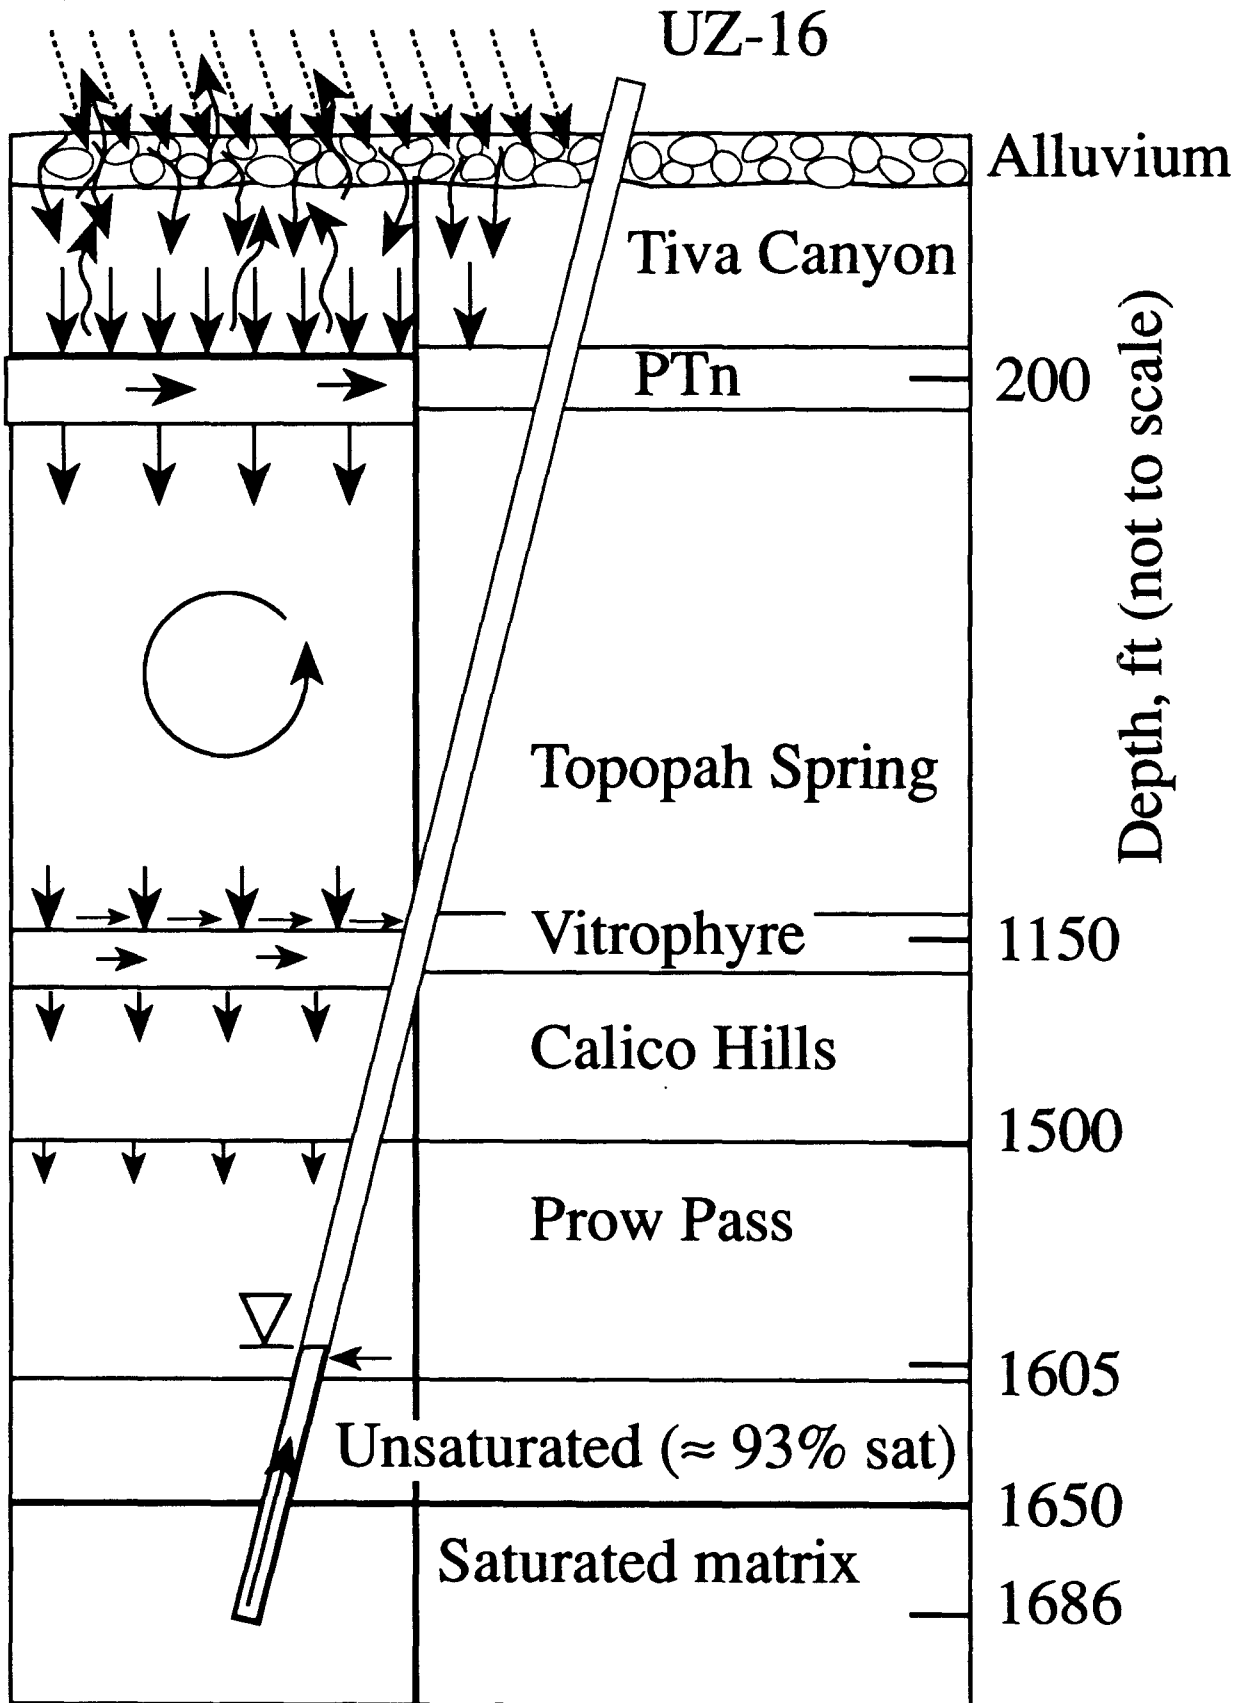 UZ-16
Alluvium
Tiva Canyon
PTn
200
Depth, ft (not to scale)
Topopah Spring
Vitrophyre
1150
Calico Hills
1500
Prow Pass
1605
Unsaturated (≈ 93% sat)
1650
Saturated matrix
1686